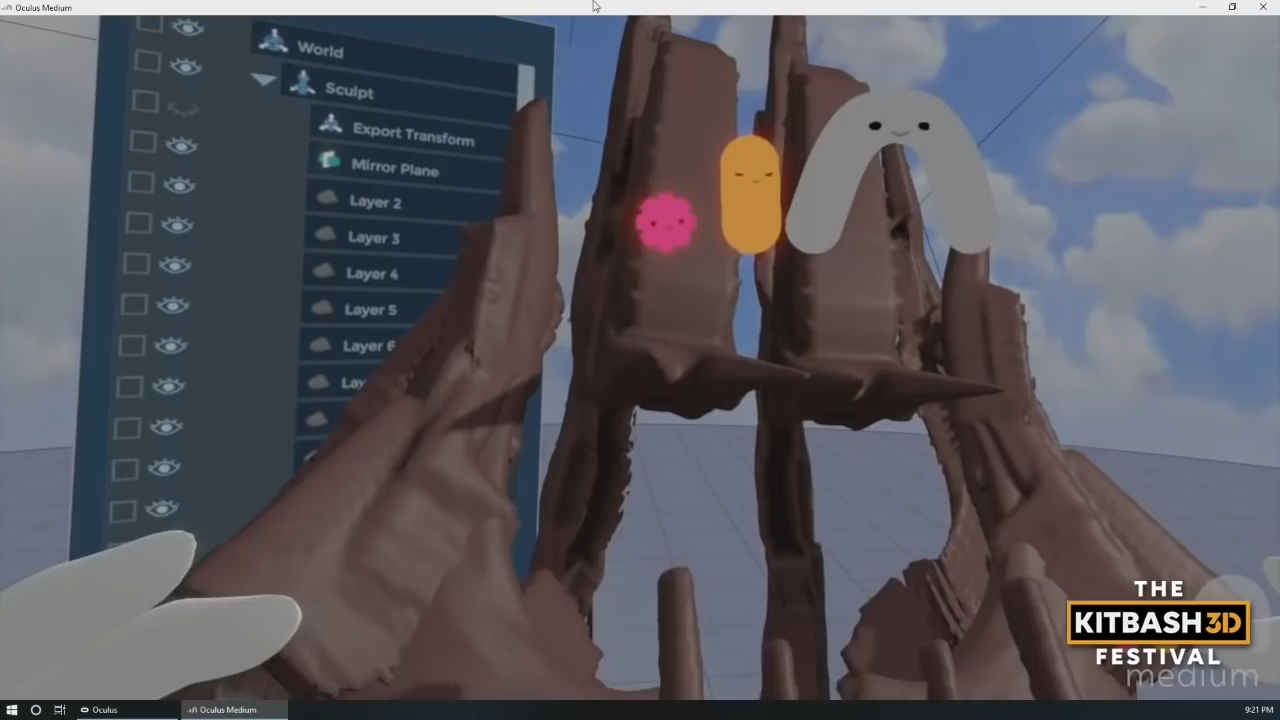 Oculus Medium
World
Sculpt
Export Transform
Mirror Plane
Layer 2
Layer 3
Layer 4
Layer 5
Layer 6
THE
KITBASH3D
FESTIVAL
medium
Oculus
Oculus Medium
9:21 PM